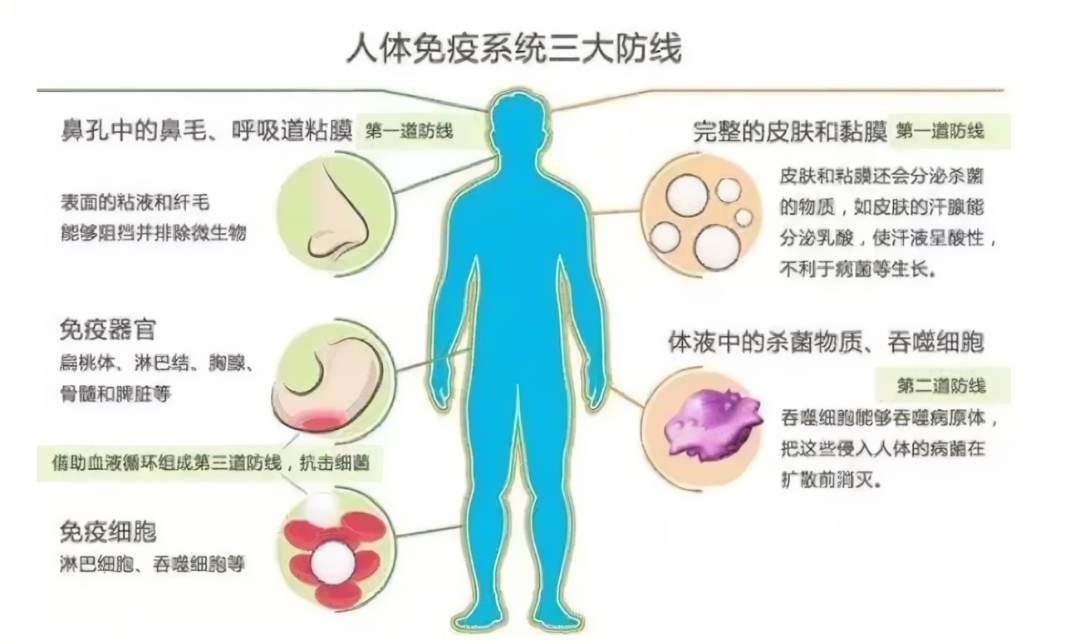 人体免疫系统三大防线
鼻孔中的鼻毛、呼吸道粘膜 第一道防线
表面的粘液和纤毛
能够阻挡并排除微生物
免疫器官
扁桃体、淋巴结、胸腺、
骨髓和脾脏等
借助血液循环组成第三道防线，抗击细菌
免疫细胞
淋巴细胞、吞噬细胞等
完整的皮肤和黏膜 第一道防线
皮肤和粘膜还会分泌杀菌
的物质，如皮肤的汗腺能
分泌乳酸，使汗液呈酸性，
不利于病菌等生长。
体液中的杀菌物质、吞噬细胞
第二道防线
吞噬细胞能够吞噬病原体，
把这些侵入人体的病菌在
扩散前消灭。